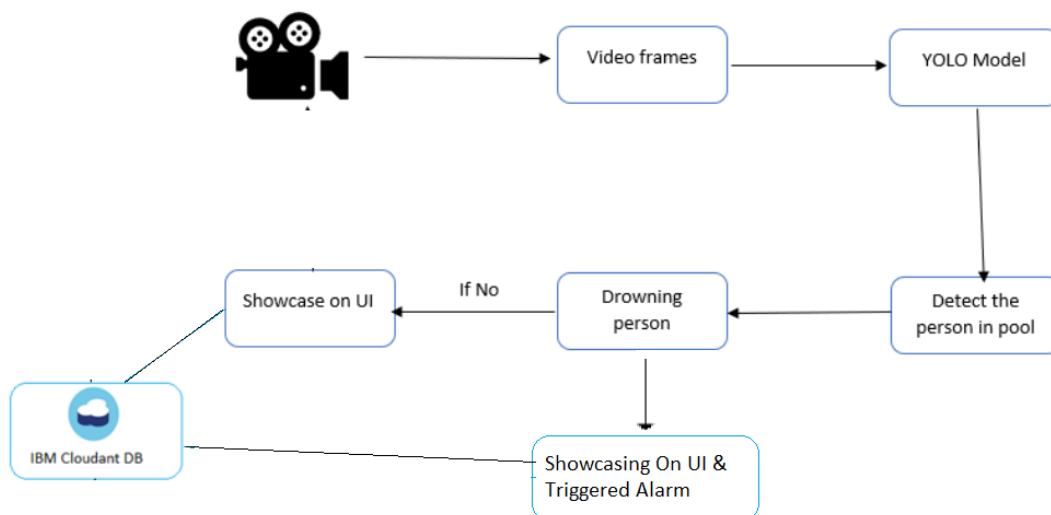 Video frames
YOLO Model
Showcase on UI
If No
Drowning
person
Detect the
person in pool
IBM Cloudant DB
Showcasing On UI &
Triggered Alarm